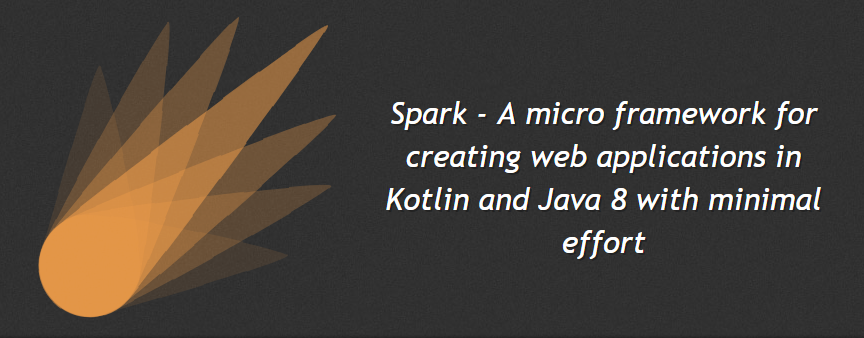 Spark - A micro framework for
creating web applications in
Kotlin and Java 8 with minimal
effort